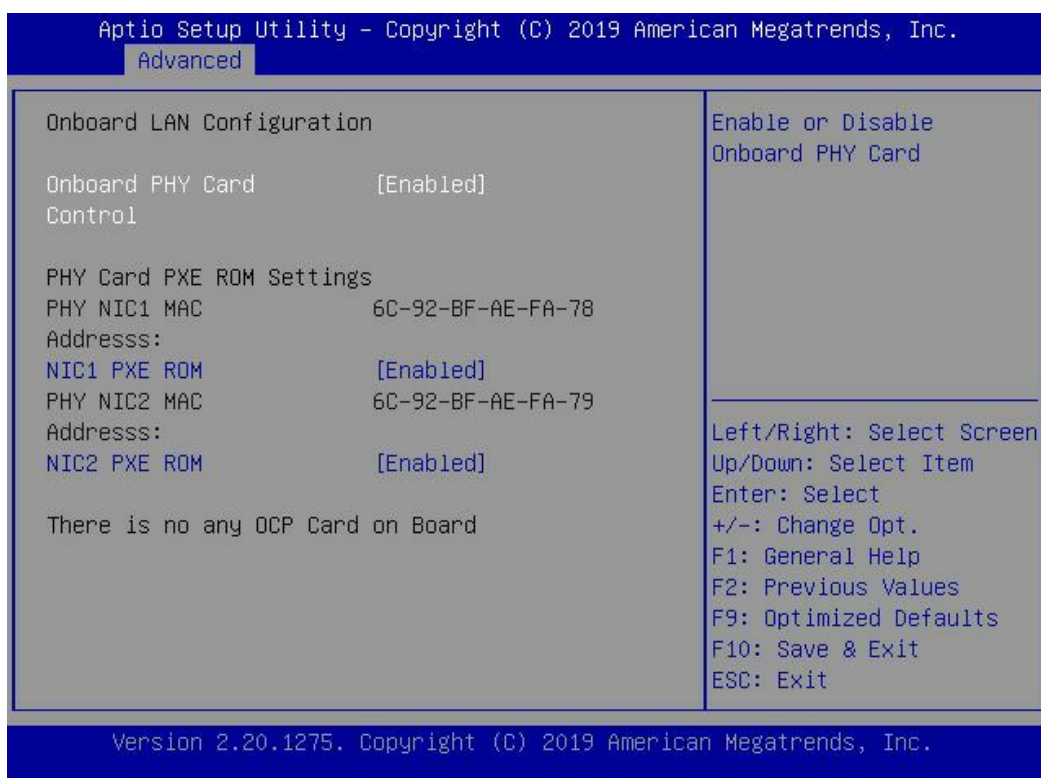 Aptio Setup Utility – Copyright (C) 2019 American Megatrends, Inc.
Advanced
Onboard LAN Configuration
Onboard PHY Card [Enabled]
Control
PHY Card PXE ROM Settings
PHY NIC1 MAC 6C-92-BF-AE-FA-78
Addresss:
NIC1 PXE ROM [Enabled]
PHY NIC2 MAC 6C-92-BF-AE-FA-79
Addresss:
NIC2 PXE ROM [Enabled]
There is no any OCP Card on Board
Enable or Disable
Onboard PHY Card
Left/Right: Select Screen
Up/Down: Select Item
Enter: Select
+/-: Change Opt.
F1: General Help
F2: Previous Values
F9: Optimized Defaults
F10: Save & Exit
ESC: Exit
Version 2.20.1275. Copyright (C) 2019 American Megatrends, Inc.